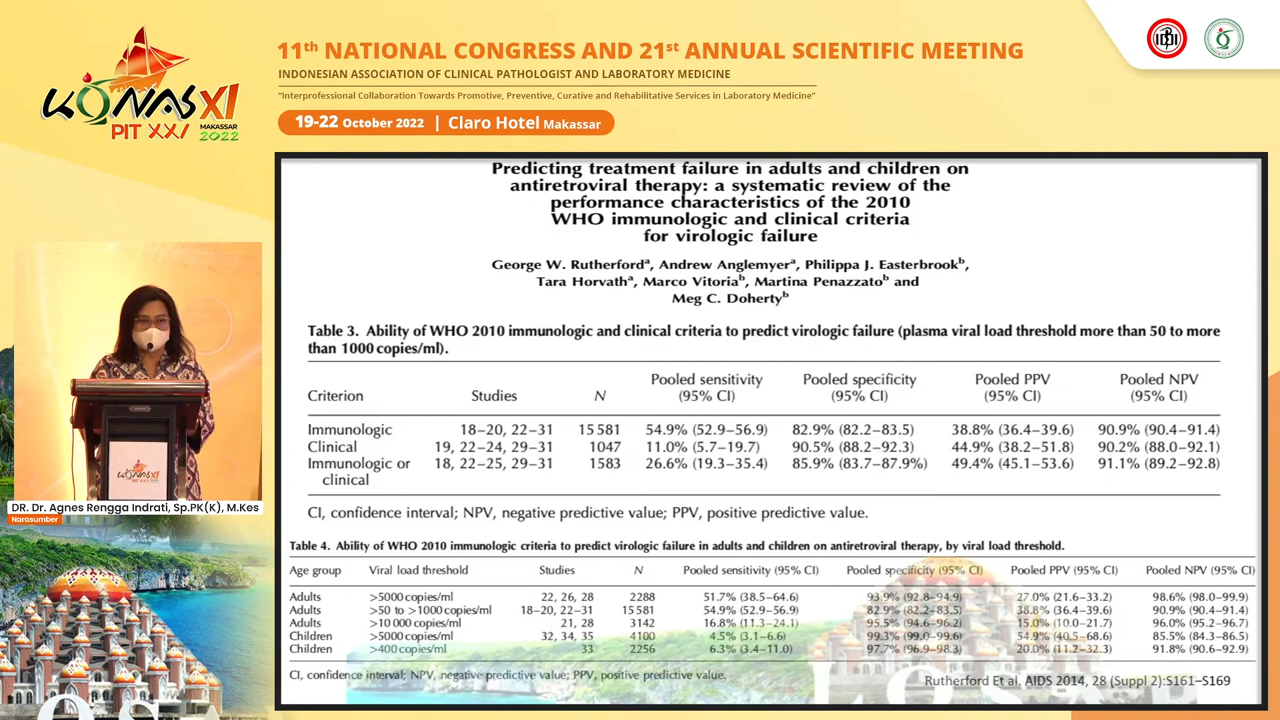 11th NATIONAL CONGRESS AND 21st ANNUAL SCIENTIFIC MEETING
INDONESIAN ASSOCIATION OF CLINICAL PATHOLOGIST AND LABORATORY MEDICINE
"Interprofessional Collaboration Towards Promotive, Preventive, Curative and Rehabilitative Services in Laboratory Medicine"
19-22 October 2022 | Claro Hotel Makassar
KONAS XI
PIT XXI
MAKASSAR
2022
IDI
Predicting treatment failure in adults and children on
antiretroviral therapy: a systematic review of the
performance characteristics of the 2010
WHO immunologic and clinical criteria
for virologic failure
George W. Rutherfordᵃ, Andrew Anglemyerᵃ, Philippa J. Easterbrookᵇ,
Tara Horvathᵃ, Marco Vitoriaᵇ, Martina Penazzatoᵇ and
Meg C. Dohertyᵇ
Table 3. Ability of WHO 2010 immunologic and clinical criteria to predict virologic failure (plasma viral load threshold more than 50 to more
than 1000 copies/ml).
Pooled sensitivity Pooled specificity Pooled PPV Pooled NPV
Criterion Studies N (95% CI) (95% CI) (95% CI) (95% CI)
Immunologic 18–20, 22–31 15 581 54.9% (52.9–56.9) 82.9% (82.2–83.5) 38.8% (36.4–39.6) 90.9% (90.4–91.4)
Clinical 19, 22–24, 29–31 1047 11.0% (5.7–19.7) 90.5% (88.2–92.3) 44.9% (38.2–51.8) 90.2% (88.0–92.1)
Immunologic or 18, 22–25, 29–31 1583 26.6% (19.3–35.4) 85.9% (83.7–87.9%) 49.4% (45.1–53.6) 91.1% (89.2–92.8)
clinical
CI, confidence interval; NPV, negative predictive value; PPV, positive predictive value.
Table 4. Ability of WHO 2010 immunologic criteria to predict virologic failure in adults and children on antiretroviral therapy, by viral load threshold.
Age group Viral load threshold Studies N Pooled sensitivity (95% CI) Pooled specificity (95% CI) Pooled PPV (95% CI) Pooled NPV (95% CI)
Adults >5000 copies/ml 22, 26, 28 2288 51.7% (38.5–64.6) 93.9% (92.8–94.9) 27.0% (21.6–33.2) 98.6% (98.0–99.9)
Adults >50 to >1000 copies/ml 18–20, 22–31 15 581 54.9% (52.9–56.9) 82.9% (82.2–83.5) 38.8% (36.4–39.6) 90.9% (90.4–91.4)
Adults >10 000 copies/ml 21, 28 3142 16.8% (11.3–24.1) 95.5% (94.6–96.2) 15.0% (10.0–21.7) 96.0% (95.2–96.7)
Children >5000 copies/ml 32, 34, 35 4100 4.5% (3.1–6.6) 99.3% (99.0–99.6) 54.9% (40.5–68.6) 85.5% (84.3–86.5)
Children >400 copies/ml 33 2256 6.3% (3.4–11.0) 97.7% (96.9–98.3) 20.0% (11.2–32.3) 91.8% (90.6–92.9)
CI, confidence interval; NPV, negative predictive value; PPV, positive predictive value.
Rutherford Et al. AIDS 2014, 28 (Suppl 2):S161–S169
DR. Dr. Agnes Rengga Indrati, Sp.PK(K), M.Kes
Narasumber